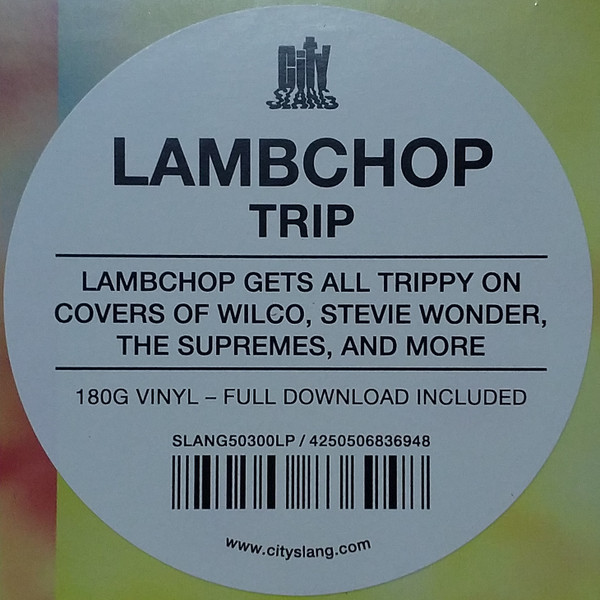 City
SLANG
LAMBCHOP
TRIP
LAMBCHOP GETS ALL TRIPPY ON
COVERS OF WILCO, STEVIE WONDER,
THE SUPREMES, AND MORE
180G VINYL – FULL DOWNLOAD INCLUDED
SLANG50300LP / 4250506836948
www.cityslang.com